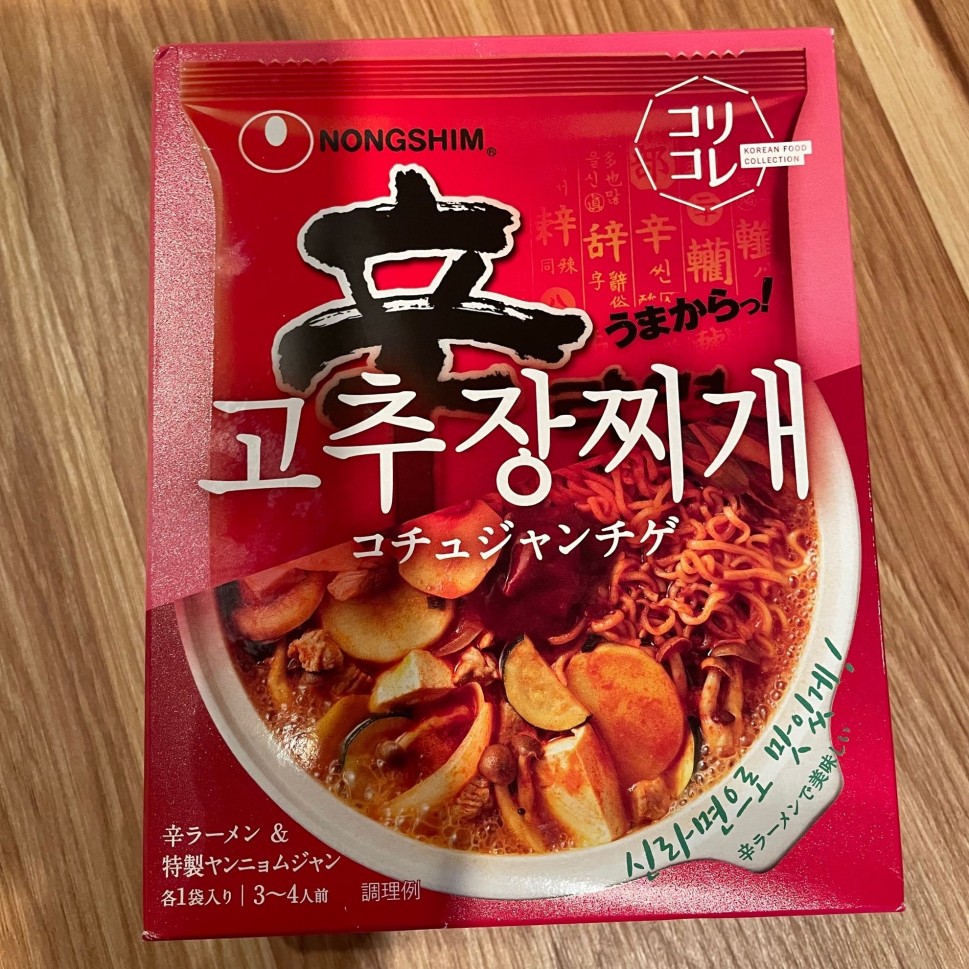 NONGSHIM®
コリ
コレ
KOREAN FOOD
COLLECTION
辛
うまからっ!
고추장찌개
コチュジャンチゲ
신라면으로 맛있게!
辛ラーメンで美味しい
辛ラーメン &
特製ヤンニョムジャン
各1袋入り | 3〜4人前
調理例